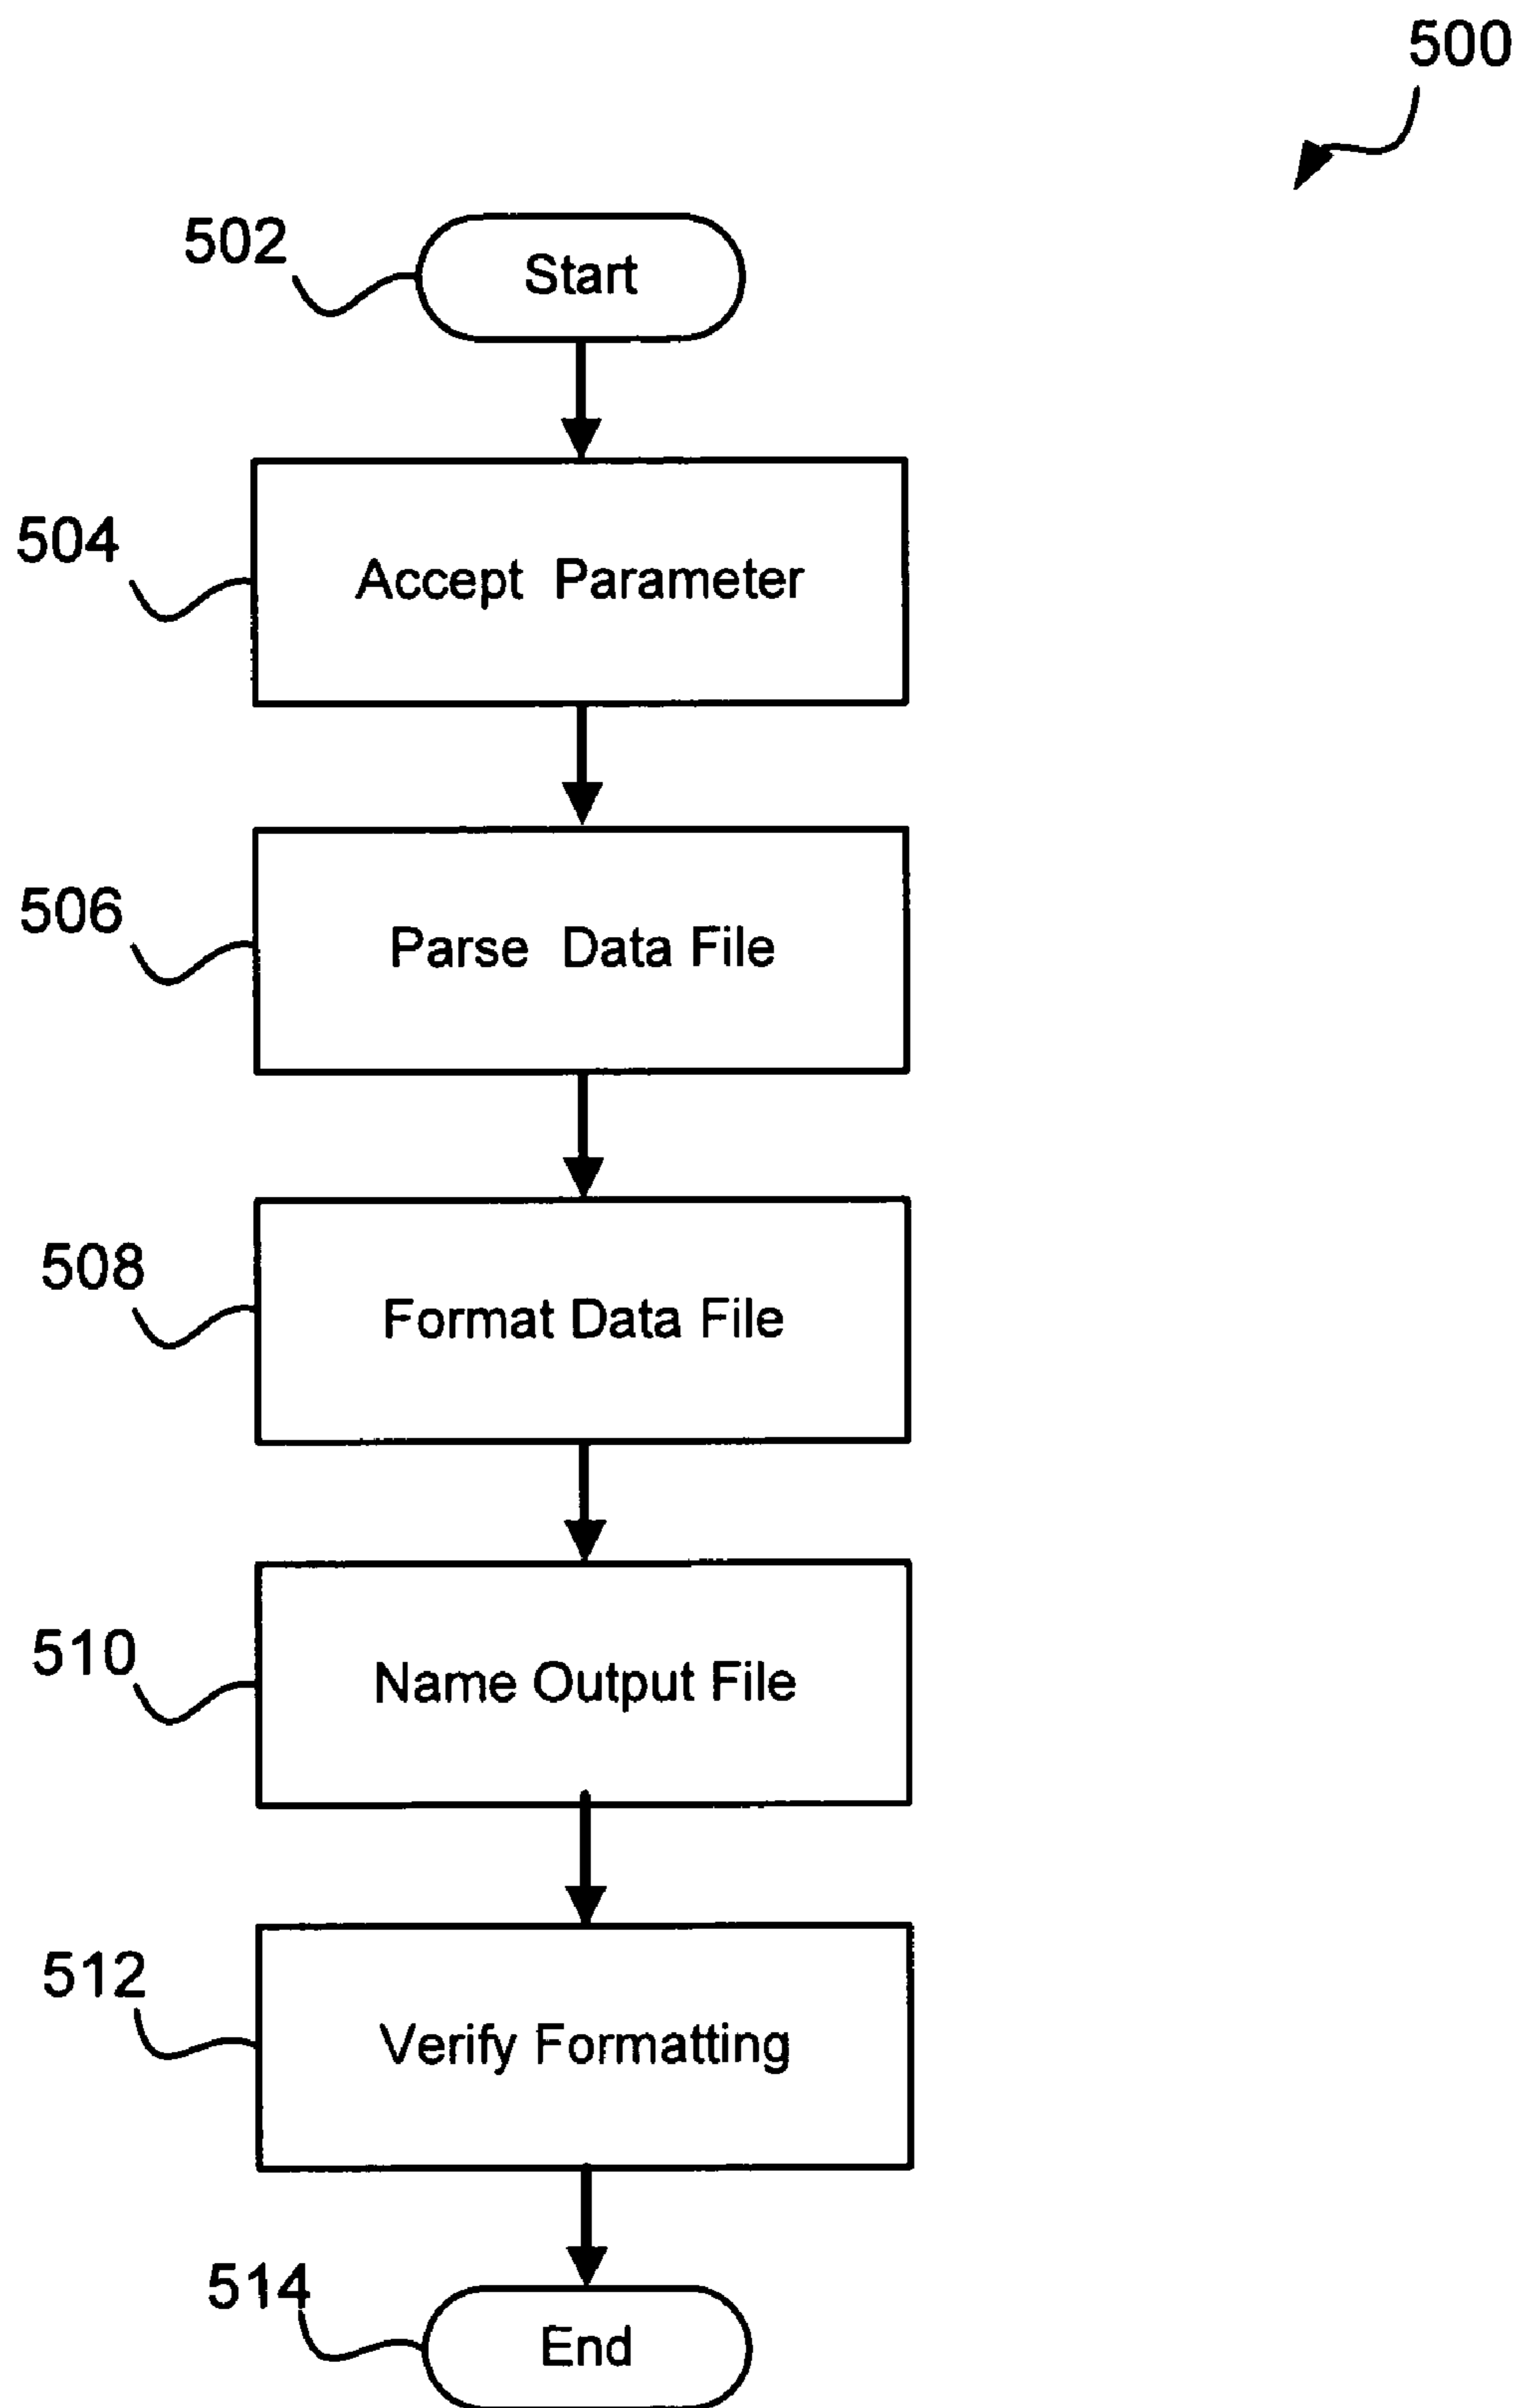 500
502
Start
504
Accept Parameter
506
Parse Data File
508
Format Data File
510
Name Output File
512
Verify Formatting
514
End